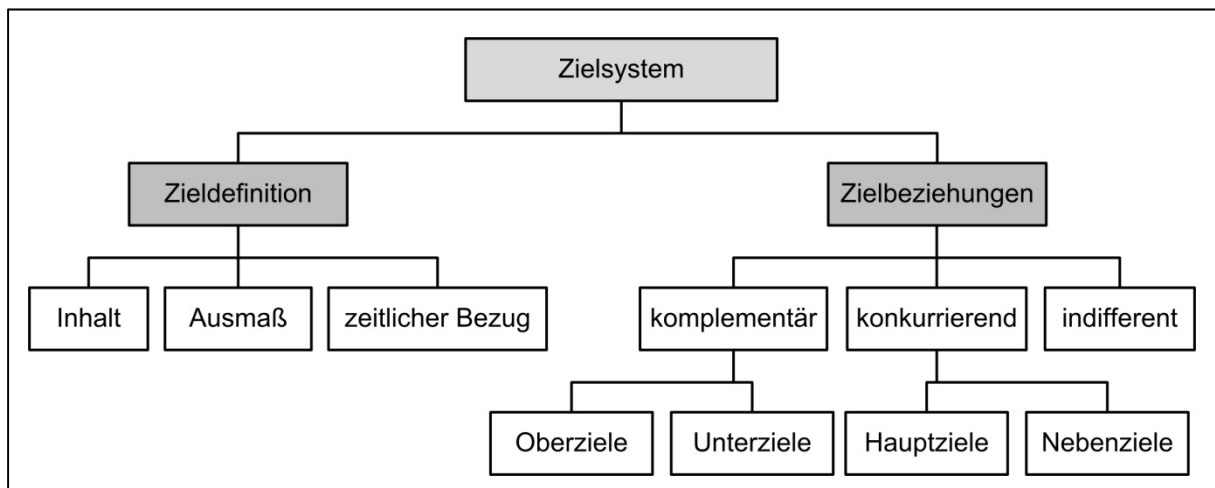 Zielsystem
Zieldefinition
Zielbeziehungen
Inhalt
Ausmaß
zeitlicher Bezug
komplementär
konkurrierend
indifferent
Oberziele
Unterziele
Hauptziele
Nebenziele